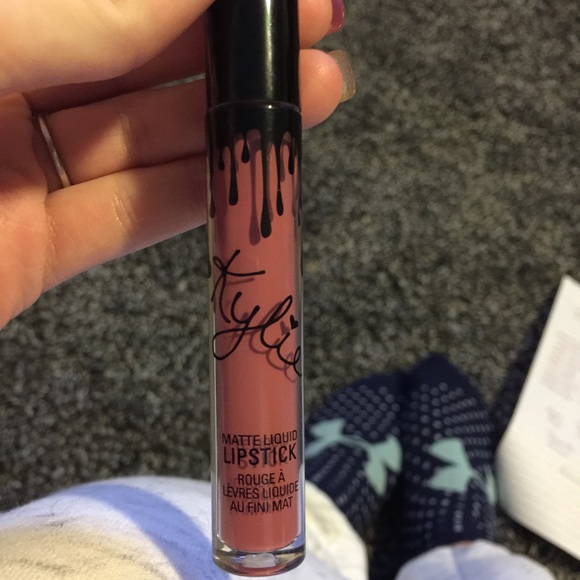 Kylie
MATTE LIQUID
LIPSTICK
ROUGE À
LÈVRES LIQUIDE
AU FINI MAT